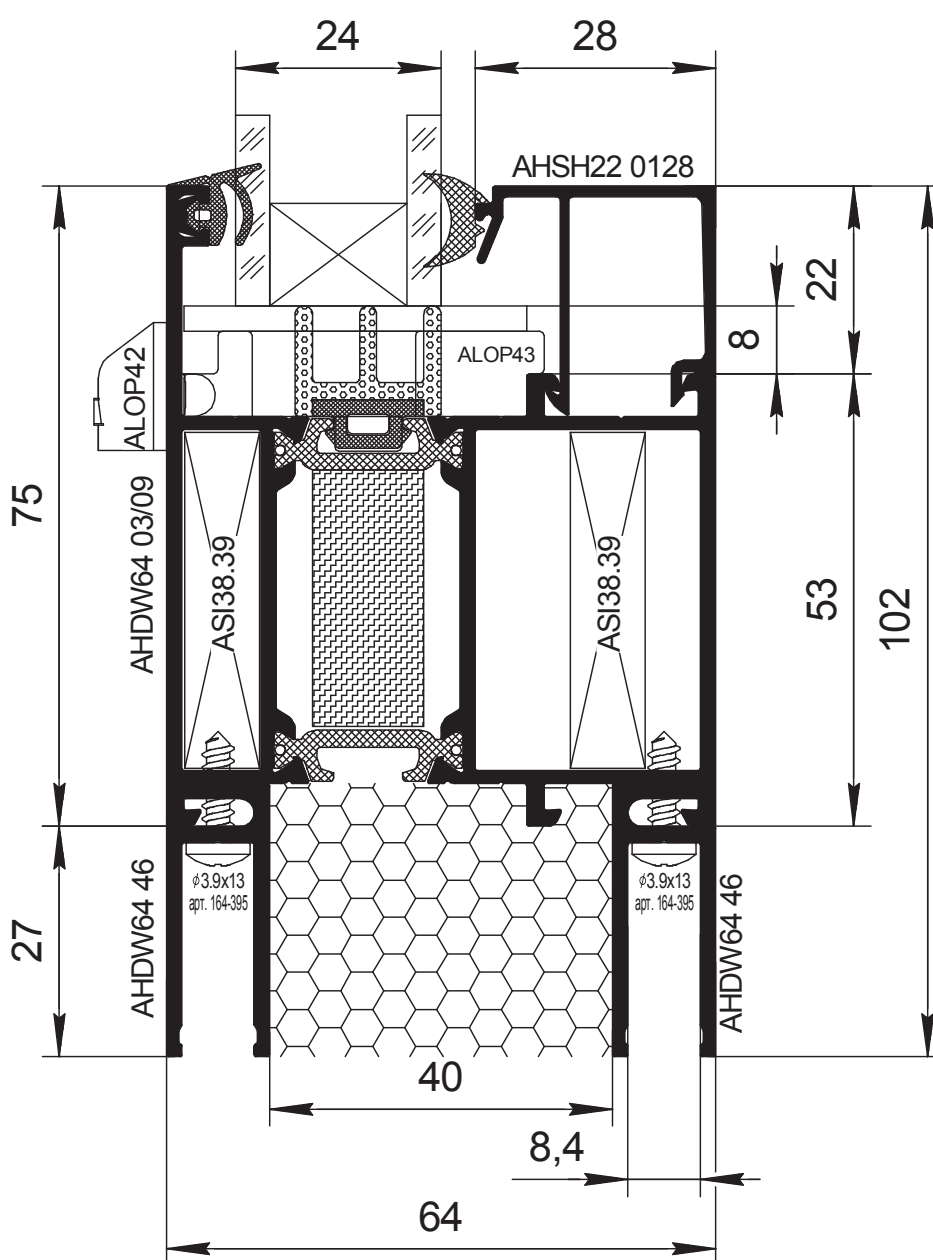 24
28
AHSH22 0128
22
8
ALOP42
ALOP43
75
AHDW64 03/09
ASI38.39
ASI38.39
53
102
ϕ3.9x13
арт. 164-395
ϕ3.9x13
арт. 164-395
27
AHDW64 46
AHDW64 46
40
8,4
64